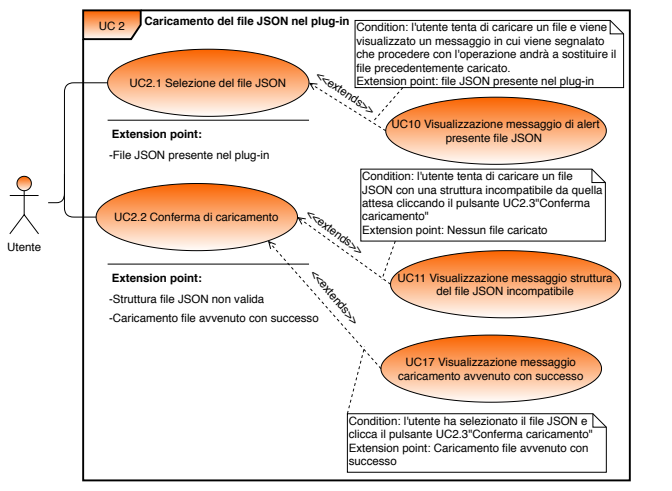 UC 2
Caricamento del file JSON nel plug-in
Condition: l'utente tenta di caricare un file e viene
visualizzato un messaggio in cui viene segnalato
che procedere con l'operazione andrà a sostituire il
file precedentemente caricato.
Extension point: file JSON presente nel plug-in
UC2.1 Selezione del file JSON
<<extends>>
Extension point:
-File JSON presente nel plug-in
UC10 Visualizzazione messaggio di alert
presente file JSON
Condition: l'utente tenta di caricare un file
JSON con una struttura incompatibile da quella
attesa cliccando il pulsante UC2.3"Conferma
caricamento"
Extension point: Nessun file caricato
Utente
UC2.2 Conferma di caricamento
<<extends>>
Extension point:
-Struttura file JSON non valida
-Caricamento file avvenuto con successo
<<extends>>
UC11 Visualizzazione messaggio struttura
del file JSON incompatibile
UC17 Visualizzazione messaggio
caricamento avvenuto con successo
Condition: l'utente ha selezionato il file JSON e
clicca il pulsante UC2.3"Conferma caricamento"
Extension point: Caricamento file avvenuto con
successo